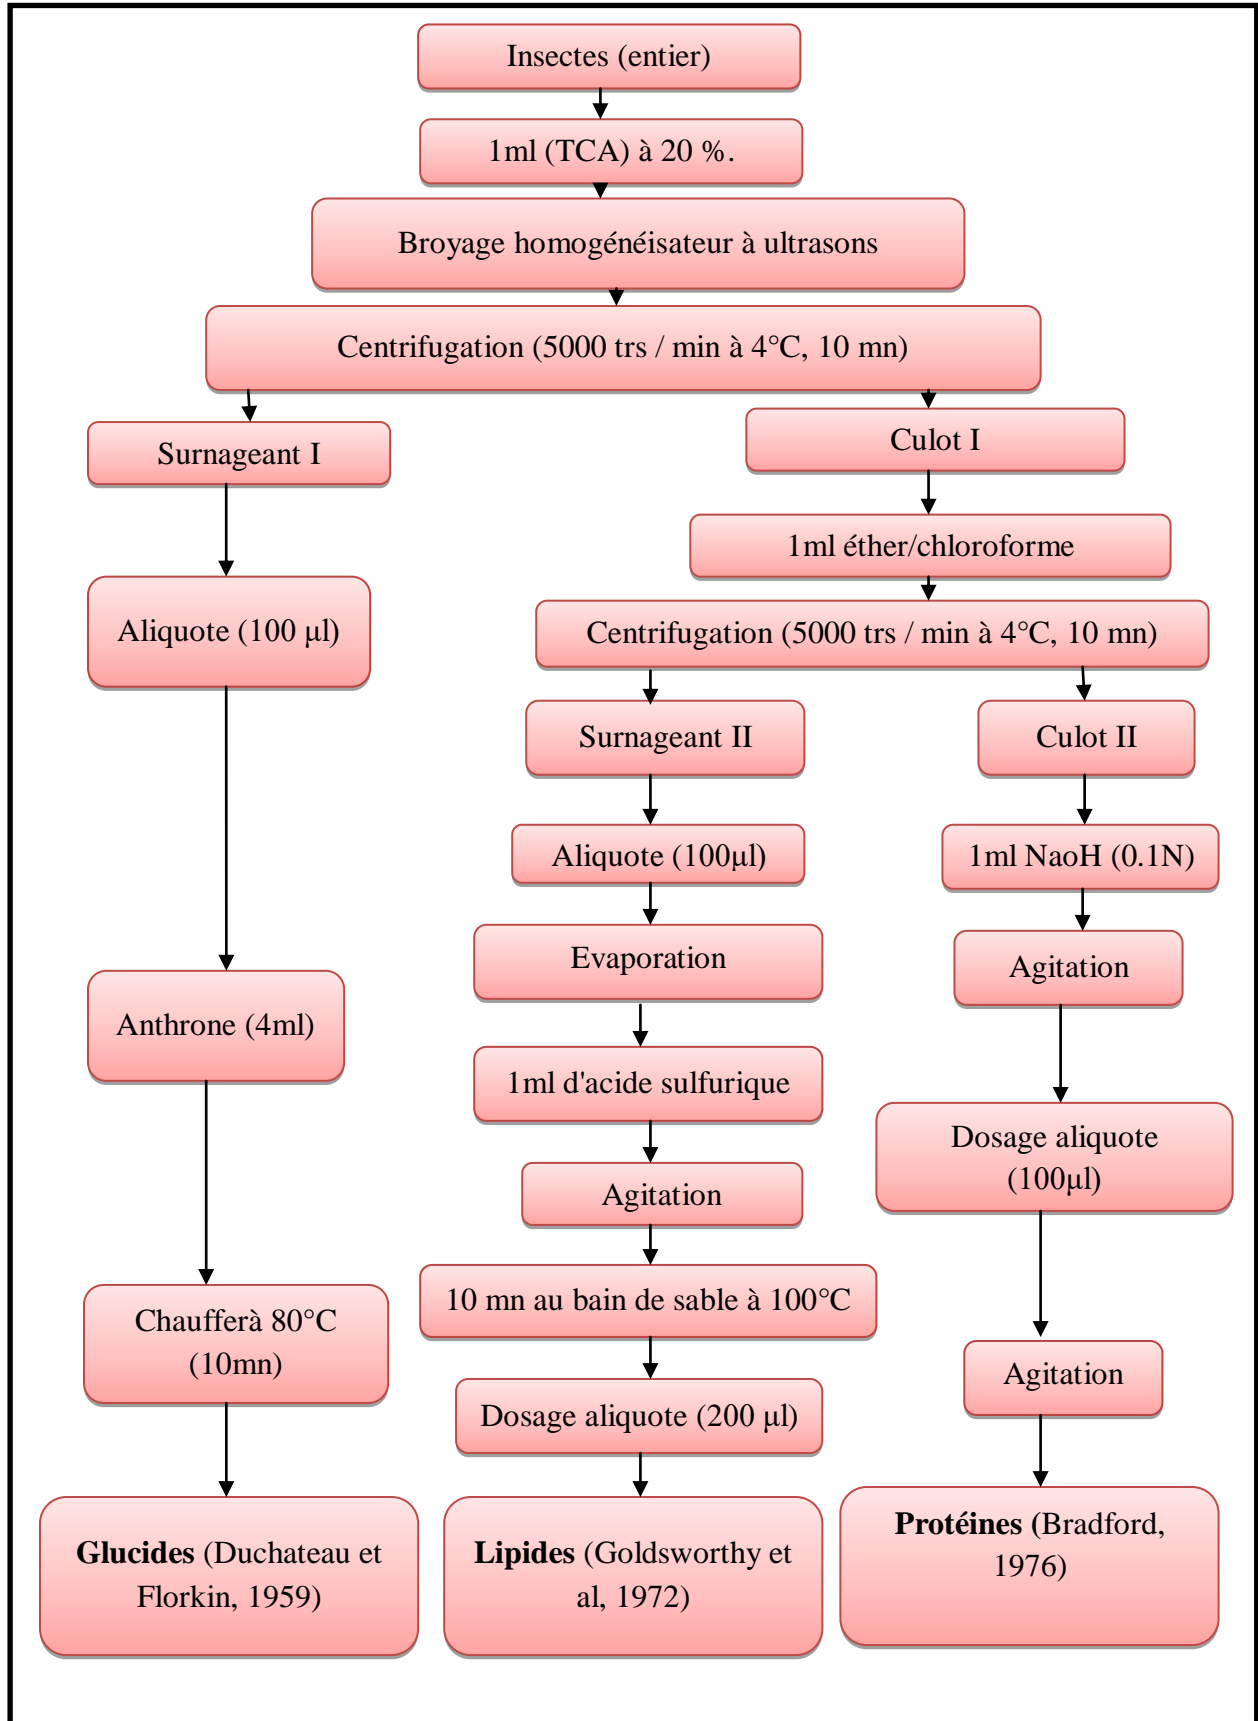 Insectes (entier)
1ml (TCA) à 20 %.
Broyage homogénéisateur à ultrasons
Centrifugation (5000 trs / min à 4°C, 10 mn)
Surnageant I
Culot I
1ml éther/chloroforme
Aliquote (100 µl)
Centrifugation (5000 trs / min à 4°C, 10 mn)
Surnageant II
Culot II
Aliquote (100µl)
1ml NaoH (0.1N)
Evaporation
Agitation
Anthrone (4ml)
1ml d'acide sulfurique
Dosage aliquote
(100µl)
Agitation
10 mn au bain de sable à 100°C
Chaufferà 80°C
(10mn)
Agitation
Dosage aliquote (200 µl)
Glucides (Duchateau et
Florkin, 1959)
Lipides (Goldsworthy et
al, 1972)
Protéines (Bradford,
1976)